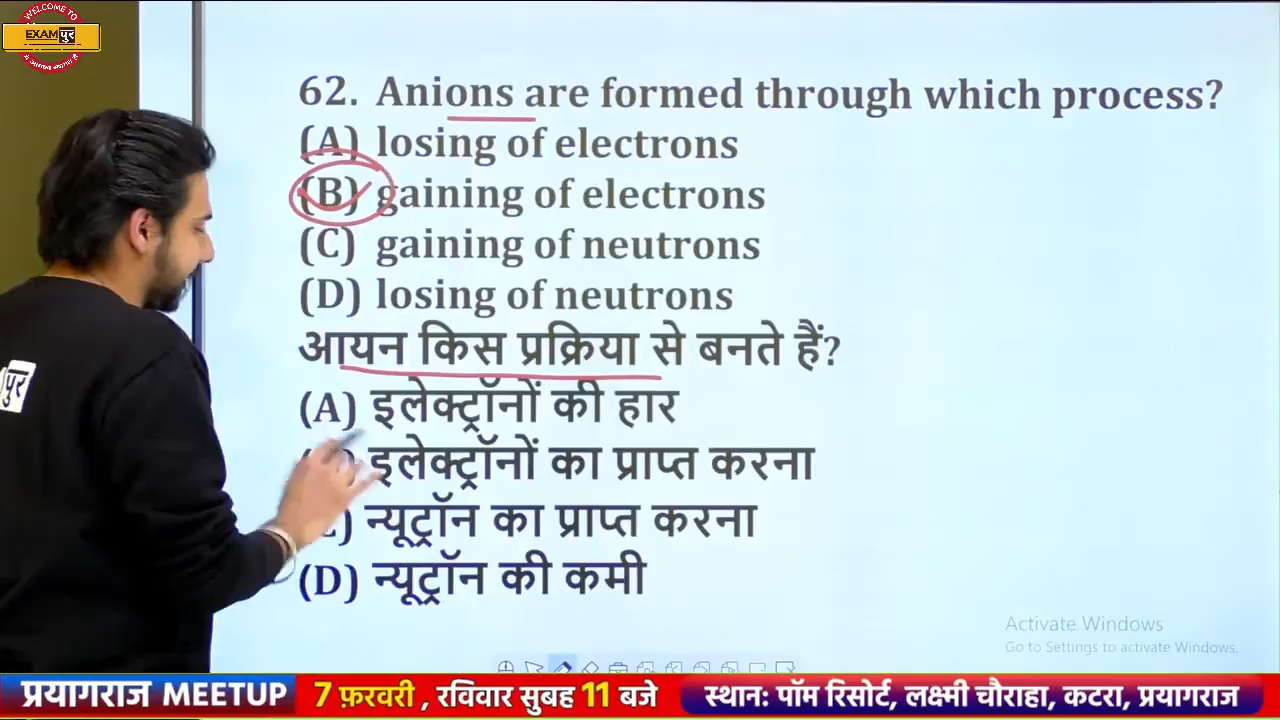 WELCOME TO
EXAMपुर
62. Anions are formed through which process?
(A) losing of electrons
(B) gaining of electrons
(C) gaining of neutrons
(D) losing of neutrons
आयन किस प्रक्रिया से बनते हैं?
(A) इलेक्ट्रॉनों की हार
इलेक्ट्रॉनों का प्राप्त करना
न्यूट्रॉन का प्राप्त करना
(D) न्यूट्रॉन की कमी
पुर
Activate Windows
Go to Settings to activate Windows.
प्रयागराज MEETUP 7 फ़रवरी , रविवार सुबह 11 बजे स्थान: पॉम रिसोर्ट, लक्ष्मी चौराहा, कटरा, प्रयागराज